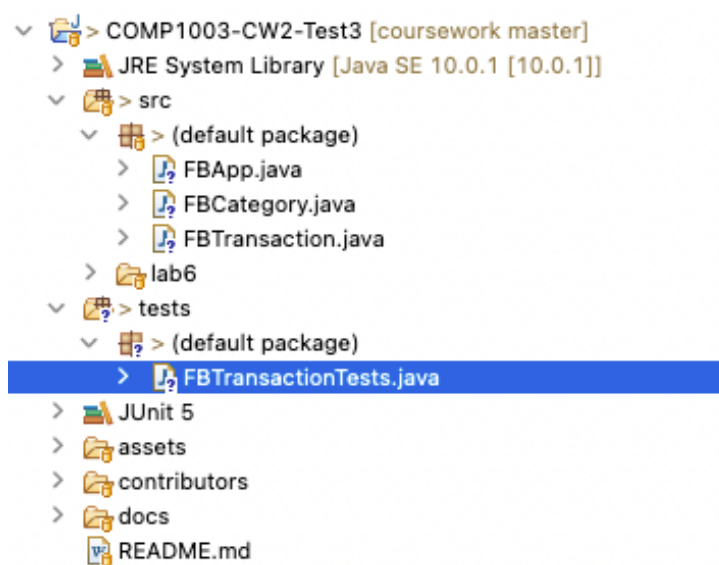 > COMP1003-CW2-Test3 [coursework master]
JRE System Library [Java SE 10.0.1 [10.0.1]]
> src
> (default package)
FBApp.java
FBCategory.java
FBTransaction.java
lab6
> tests
> (default package)
FBTransactionTests.java
JUnit 5
assets
contributors
docs
README.md